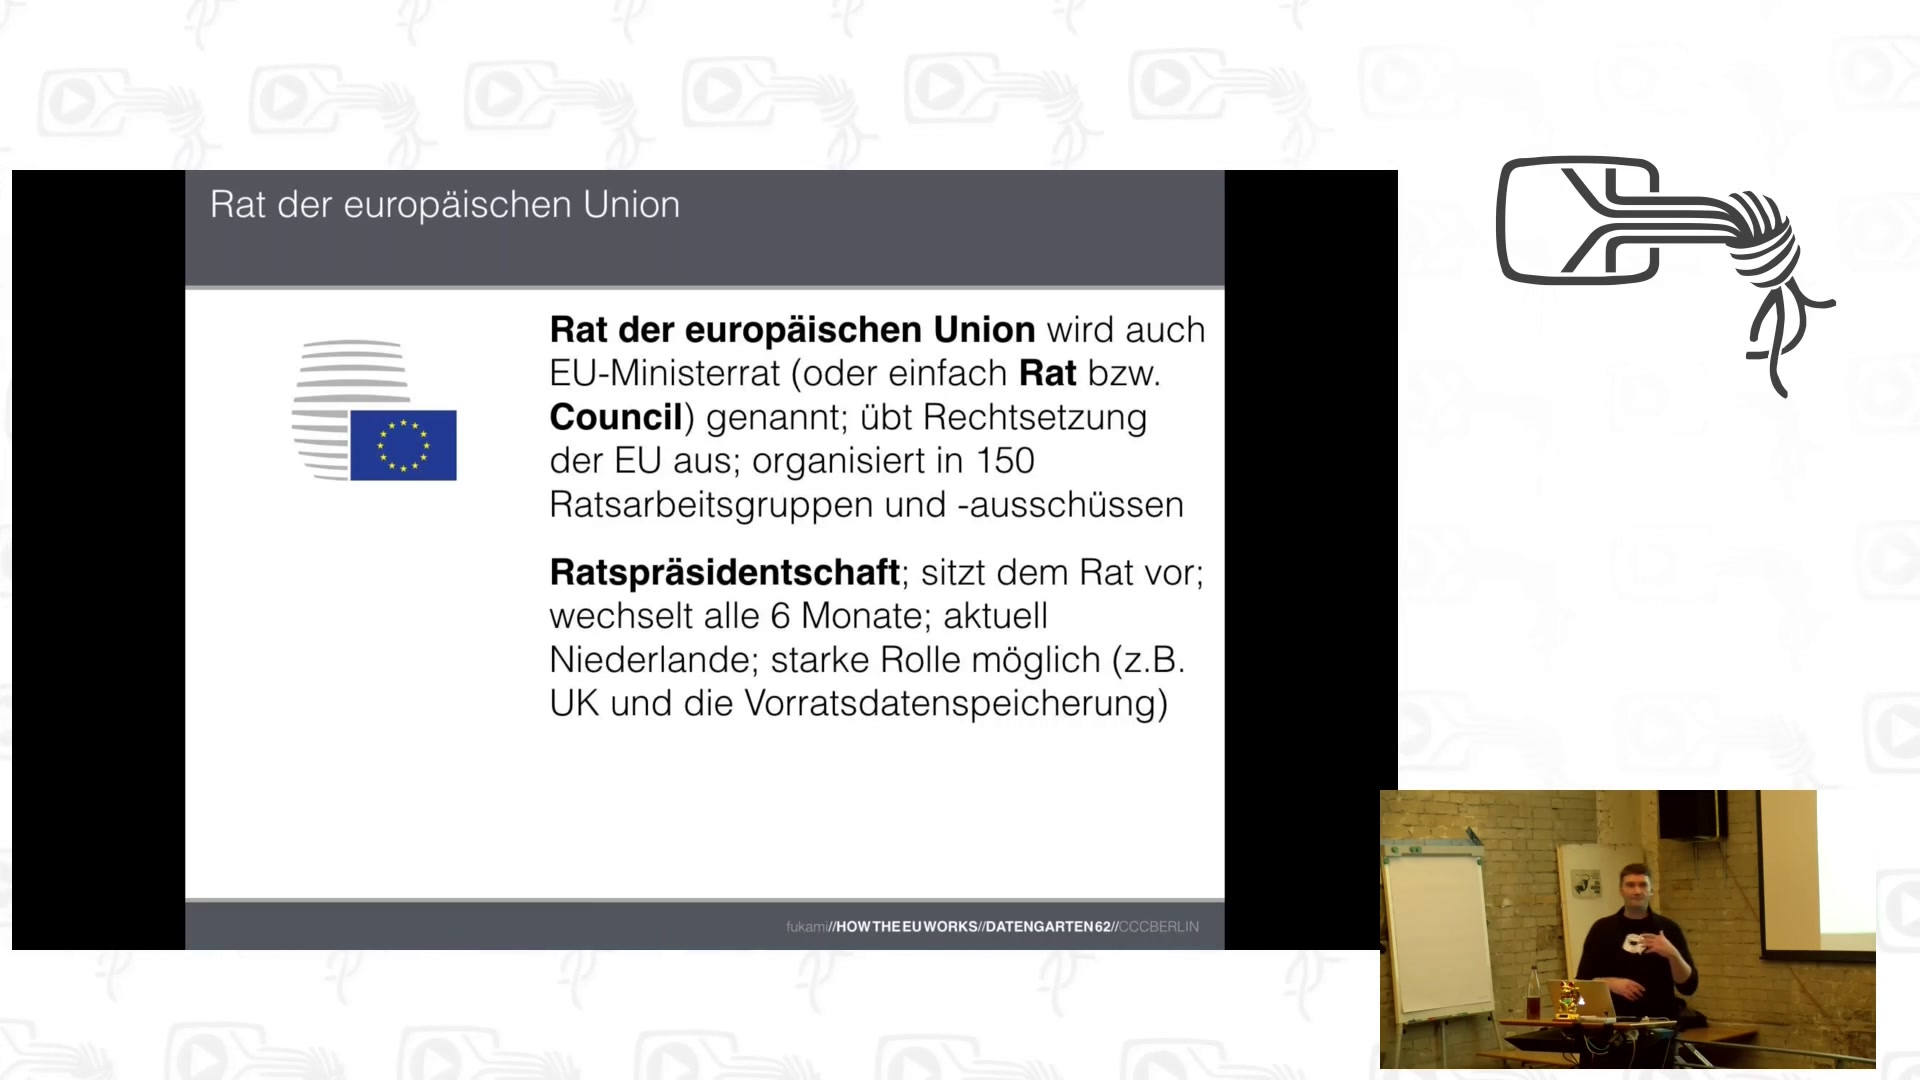 Rat der europäischen Union
Rat der europäischen Union wird auch
EU-Ministerrat (oder einfach Rat bzw.
Council) genannt; übt Rechtsetzung
der EU aus; organisiert in 150
Ratsarbeitsgruppen und -ausschüssen
Ratspräsidentschaft; sitzt dem Rat vor;
wechselt alle 6 Monate; aktuell
Niederlande; starke Rolle möglich (z.B.
UK und die Vorratsdatenspeicherung)
fukami//HOWTHEEUWORKS//DATENGARTEN62//CCCBERLIN